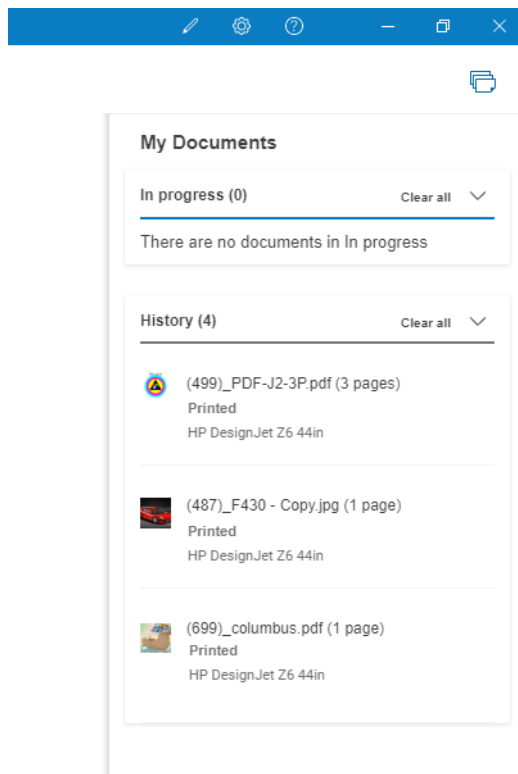 My Documents
In progress (0) Clear all
There are no documents in In progress
History (4) Clear all
(499)_PDF-J2-3P.pdf (3 pages)
Printed
HP DesignJet Z6 44in
(487)_F430 - Copy.jpg (1 page)
Printed
HP DesignJet Z6 44in
(699)_columbus.pdf (1 page)
Printed
HP DesignJet Z6 44in